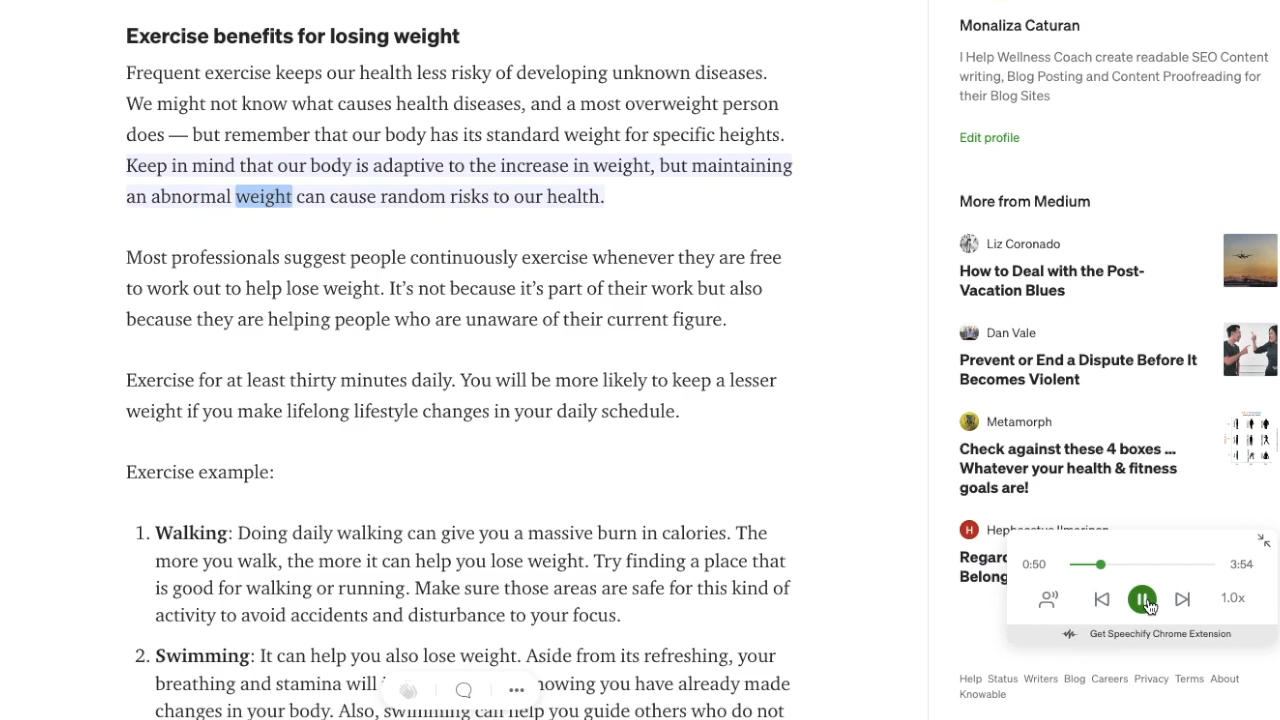 Exercise benefits for losing weight
Frequent exercise keeps our health less risky of developing unknown diseases.
We might not know what causes health diseases, and a most overweight person
does — but remember that our body has its standard weight for specific heights.
Keep in mind that our body is adaptive to the increase in weight, but maintaining
an abnormal weight can cause random risks to our health.
Most professionals suggest people continuously exercise whenever they are free
to work out to help lose weight. It’s not because it’s part of their work but also
because they are helping people who are unaware of their current figure.
Exercise for at least thirty minutes daily. You will be more likely to keep a lesser
weight if you make lifelong lifestyle changes in your daily schedule.
Exercise example:
1. Walking: Doing daily walking can give you a massive burn in calories. The
more you walk, the more it can help you lose weight. Try finding a place that
is good for walking or running. Make sure those areas are safe for this kind of
activity to avoid accidents and disturbance to your focus.
2. Swimming: It can help you also lose weight. Aside from its refreshing, your
breathing and stamina will knowing you have already made
changes in your body. Also, swimming can help you guide others who do not
Monaliza Caturan
I Help Wellness Coach create readable SEO Content
writing, Blog Posting and Content Proofreading for
their Blog Sites
Edit profile
More from Medium
Liz Coronado
How to Deal with the Post-
Vacation Blues
Dan Vale
Prevent or End a Dispute Before It
Becomes Violent
Metamorph
Check against these 4 boxes ...
Whatever your health & fitness
goals are!
H
0:50
3:54
1.0x
Get Speechify Chrome Extension
Help Status Writers Blog Careers Privacy Terms About
Knowable